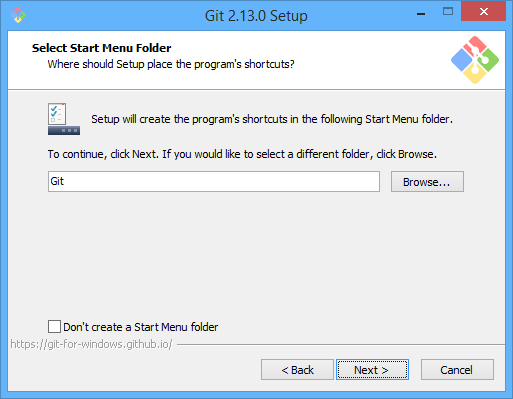 Git 2.13.0 Setup
Select Start Menu Folder
Where should Setup place the program's shortcuts?
Setup will create the program's shortcuts in the following Start Menu folder.
To continue, click Next. If you would like to select a different folder, click Browse.
Git
Browse...
Don't create a Start Menu folder
https://git-for-windows.github.io/
< Back
Next >
Cancel